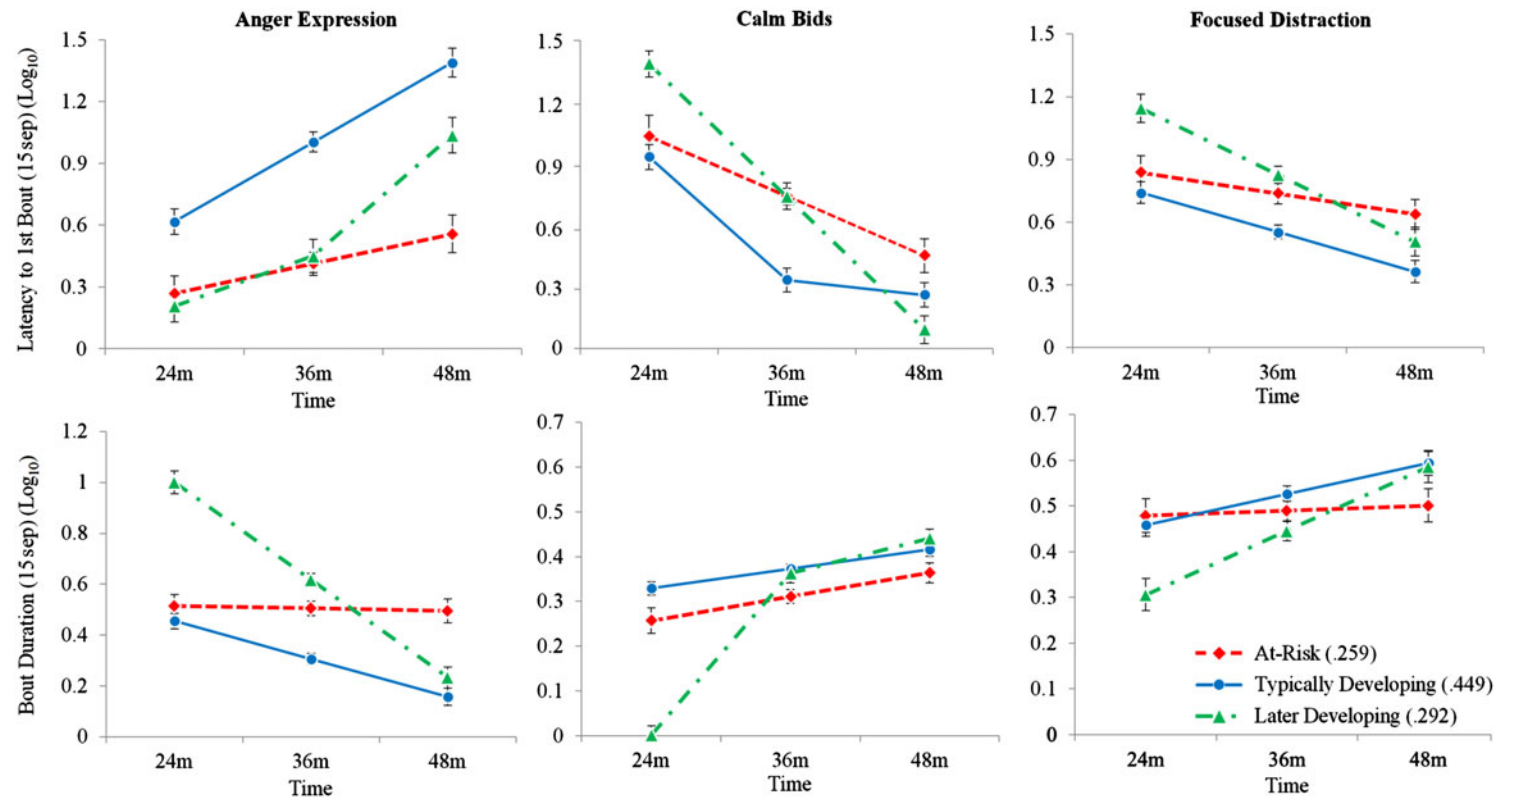 Anger Expression
Latency to 1st Bout (15sep) (Log10)
1.5
1.2
0.9
0.6
0.3
0
24m
36m
48m
Time
Calm Bids
1.5
1.2
0.9
0.6
0.3
0
24m
36m
48m
Time
Focused Distraction
1.5
1.2
0.9
0.6
0.3
0
24m
36m
48m
Time
Bout Duration (15sep) (Log10)
1.2
1
0.8
0.6
0.4
0.2
0
24m
36m
48m
Time
0.7
0.6
0.5
0.4
0.3
0.2
0.1
0
24m
36m
48m
Time
0.7
0.6
0.5
0.4
0.3
0.2
0.1
0
24m
36m
48m
Time
At-Risk (.259)
Typically Developing (.449)
Later Developing (.292)